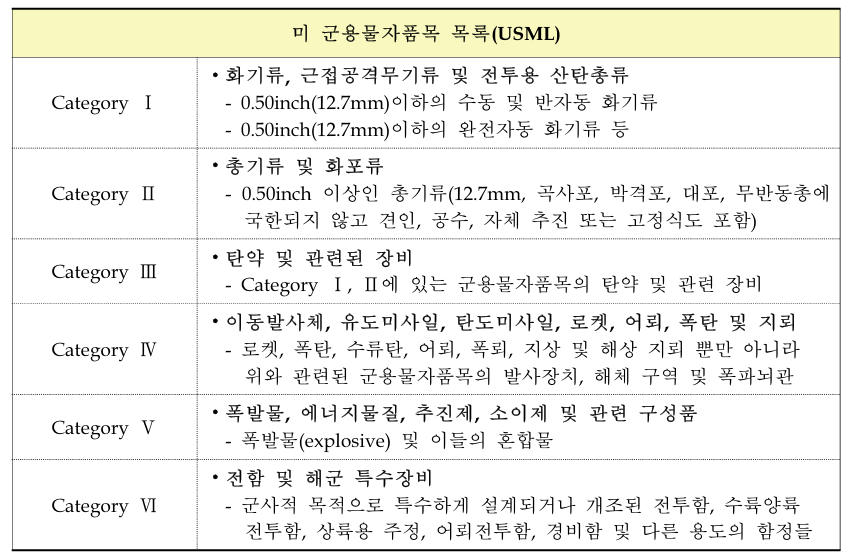 미 군용물자품목 목록(USML)
Category Ⅰ
• 화기류, 근접공격무기류 및 전투용 산탄총류
- 0.50inch(12.7mm)이하의 수동 및 반자동 화기류
- 0.50inch(12.7mm)이하의 완전자동 화기류 등
Category Ⅱ
• 총기류 및 화포류
- 0.50inch 이상인 총기류(12.7mm, 곡사포, 박격포, 대포, 무반동총에
국한되지 않고 견인, 공수, 자체 추진 또는 고정식도 포함)
Category Ⅲ
• 탄약 및 관련된 장비
- Category Ⅰ, Ⅱ에 있는 군용물자품목의 탄약 및 관련 장비
Category Ⅳ
• 이동발사체, 유도미사일, 탄도미사일, 로켓, 어뢰, 폭탄 및 지뢰
- 로켓, 폭탄, 수류탄, 어뢰, 폭뢰, 지상 및 해상 지뢰 뿐만 아니라
위와 관련된 군용물자품목의 발사장치, 해체 구역 및 폭파뇌관
Category Ⅴ
• 폭발물, 에너지물질, 추진제, 소이제 및 관련 구성품
- 폭발물(explosive) 및 이들의 혼합물
Category Ⅵ
• 전함 및 해군 특수장비
- 군사적 목적으로 특수하게 설계되거나 개조된 전투함, 수륙양륙
전투함, 상륙용 주정, 어뢰전투함, 경비함 및 다른 용도의 함정들